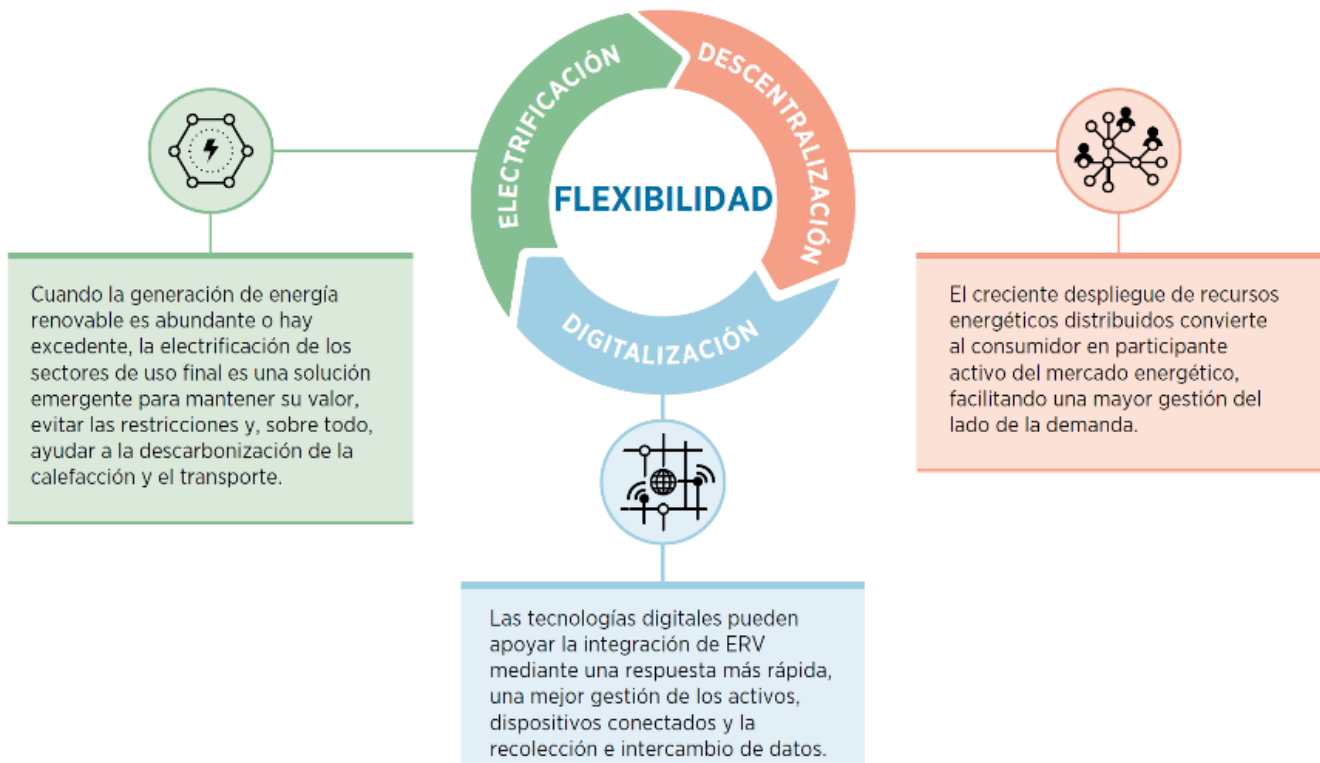 ELECTRIFICACIÓN
DESCENTRALIZACIÓN
FLEXIBILIDAD
DIGITALIZACIÓN
Cuando la generación de energía
renovable es abundante o hay
excedente, la electrificación de los
sectores de uso final es una solución
emergente para mantener su valor,
evitar las restricciones y, sobre todo,
ayudar a la descarbonización de la
calefacción y el transporte.
El creciente despliegue de recursos
energéticos distribuidos convierte
al consumidor en participante
activo del mercado energético,
facilitando una mayor gestión del
lado de la demanda.
Las tecnologías digitales pueden
apoyar la integración de ERV
mediante una respuesta más rápida,
una mejor gestión de los activos,
dispositivos conectados y la
recolección e intercambio de datos.